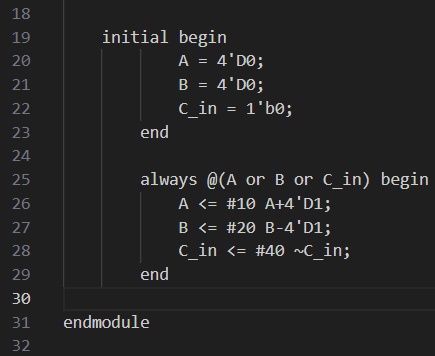 18
19 initial begin
20 A = 4'D0;
21 B = 4'D0;
22 C_in = 1'b0;
23 end
24
25 always @(A or B or C_in) begin
26 A <= #10 A+4'D1;
27 B <= #20 B-4'D1;
28 C_in <= #40 ~C_in;
29 end
30
31 endmodule
32